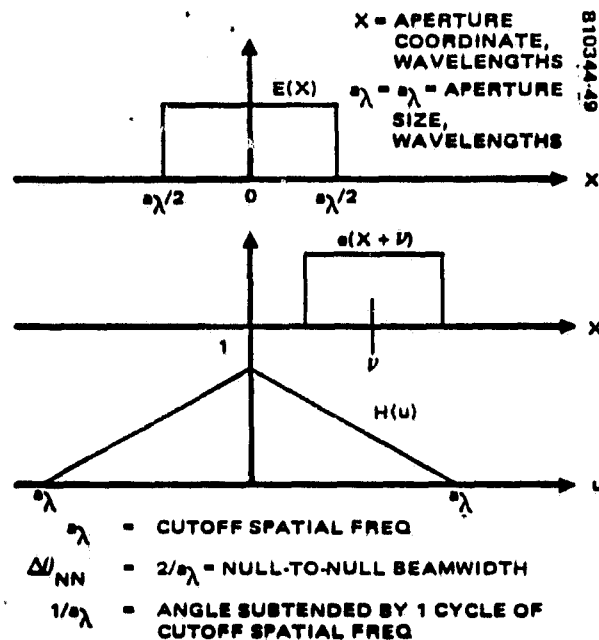 X = APERTURE
COORDINATE,
WAVELENGTHS
aλ = aλ = APERTURE
SIZE,
WAVELENGTHS
810344-49
E(X)
X
aλ/2 0 aλ/2
e(X + ν)
X
1
ν
H(u)
u
aλ aλ
aλ = CUTOFF SPATIAL FREQ
ΔU NN = 2/aλ = NULL-TO-NULL BEAMWIDTH
1/aλ = ANGLE SUBTENDED BY 1 CYCLE OF
CUTOFF SPATIAL FREQ